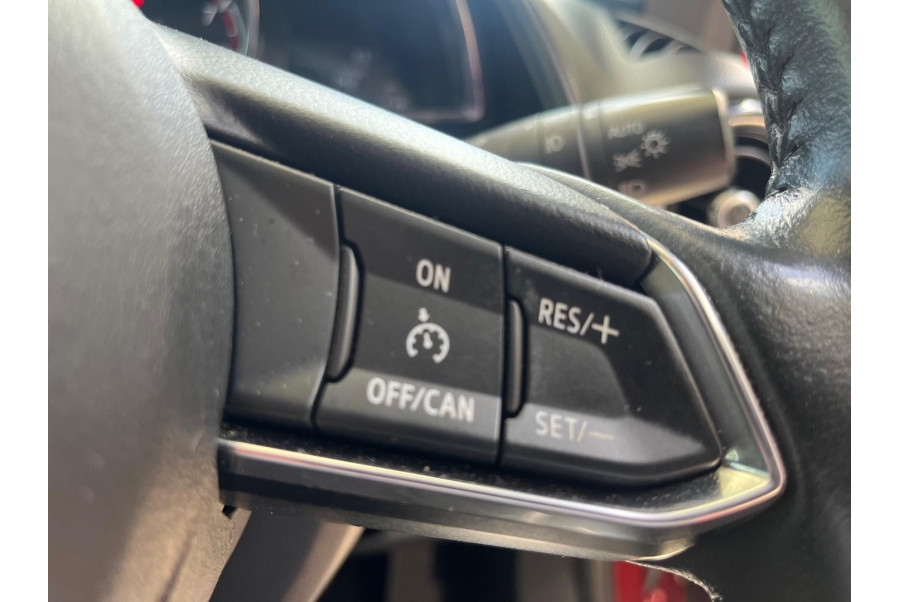 AUTO
ON
RES/+
OFF/CAN
SET/—